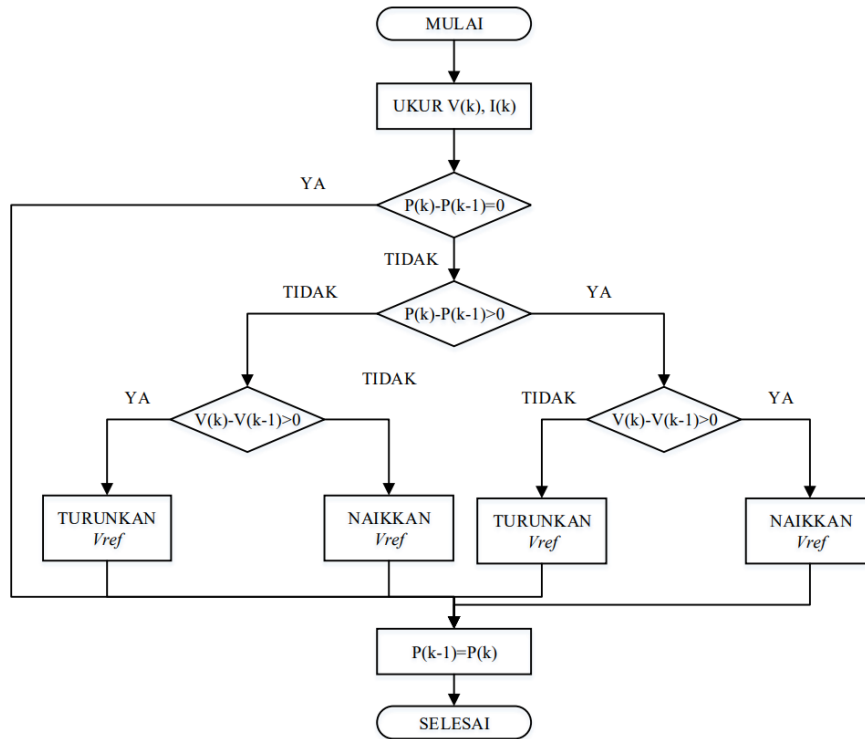 MULAI
UKUR V(k), I(k)
YA
P(k)-P(k-1)=0
TIDAK
TIDAK
P(k)-P(k-1)>0
YA
YA
V(k)-V(k-1)>0
TIDAK
TIDAK
V(k)-V(k-1)>0
YA
TURUNKAN
Vref
NAIKKAN
Vref
TURUNKAN
Vref
NAIKKAN
Vref
P(k-1)=P(k)
SELESAI